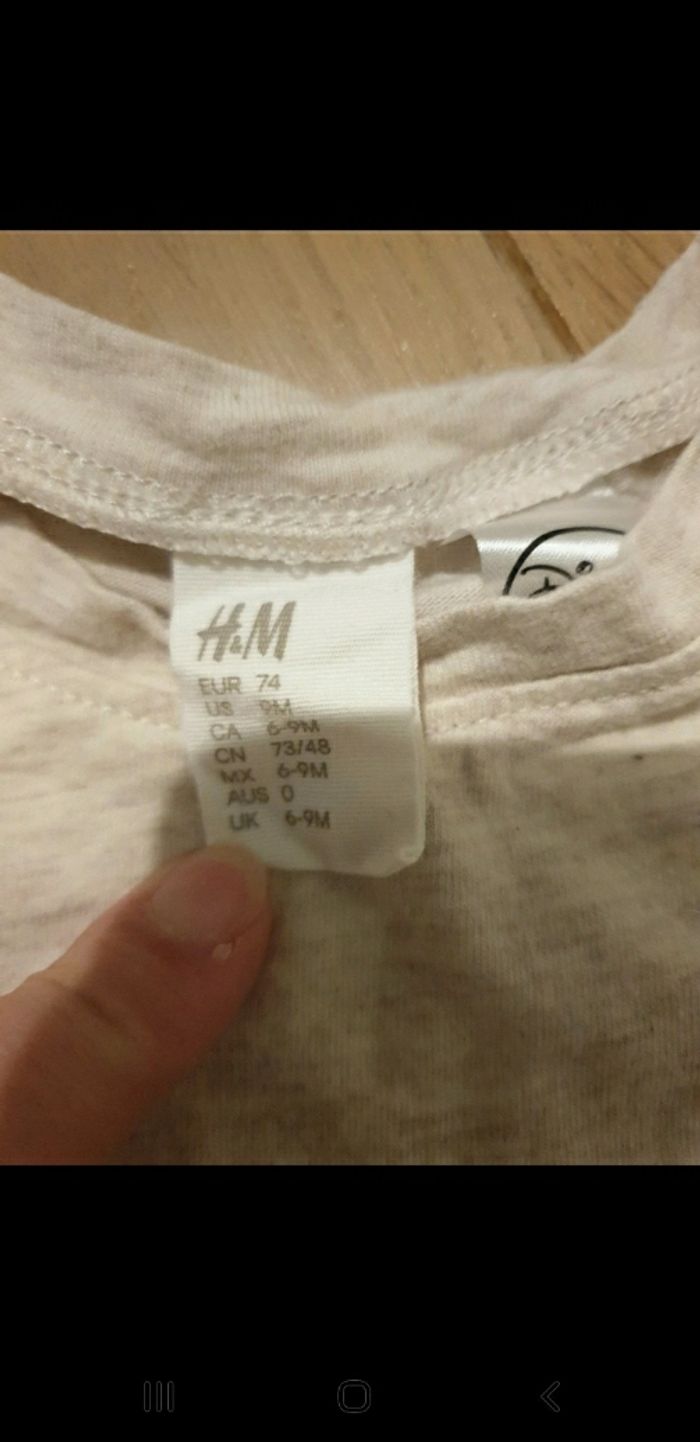 H&M
EUR 74
US 9M
CA 6-9M
CN 73/48
MX 6-9M
AUS 0
UK 6-9M